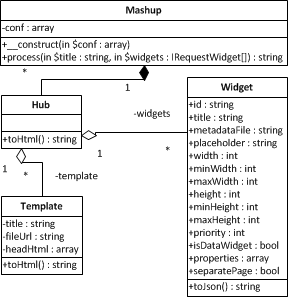 Mashup
-conf : array
+__construct(in $conf : array)
+process(in $title : string, in $widgets : IRequestWidget[]) : string
*
1
Hub
+toHtml() : string
-widgets
1
*
1
*
-template
Template
-title : string
-fileUrl : string
-headHtml : array
+toHtml() : string
Widget
+id : string
+title : string
+metadataFile : string
+placeholder : string
+width : int
+minWidth : int
+maxWidth : int
+height : int
+minHeight : int
+maxHeight : int
+priority : int
+isDataWidget : bool
+properties : array
+separatePage : bool
+toJson() : string